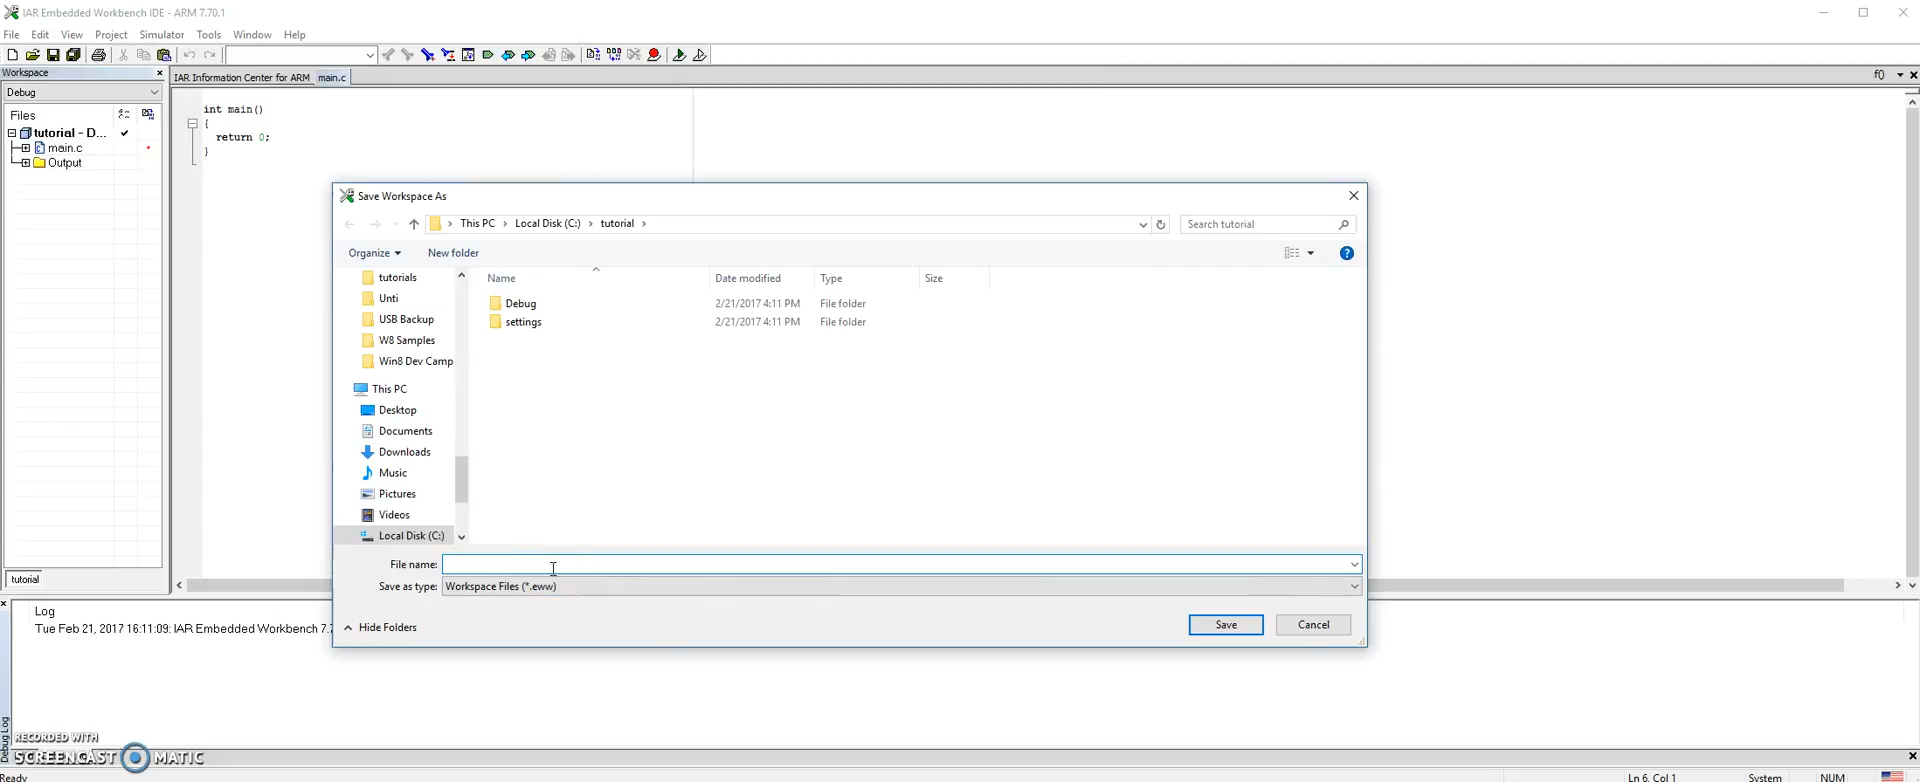 IAR Embedded Workbench IDE - ARM 7.70.1
File Edit View Project Simulator Tools Window Help
Workspace
IAR Information Center for ARM main.c f()
Debug
Files
tutorial - D...
main.c
Output
int main()
{
return 0;
}
Save Workspace As
This PC Local Disk (C:) tutorial
Search tutorial
Organize New folder
Name Date modified Type Size
Debug 2/21/2017 4:11 PM File folder
settings 2/21/2017 4:11 PM File folder
tutorials
Unti
USB Backup
W8 Samples
Win8 Dev Camp
This PC
Desktop
Documents
Downloads
Music
Pictures
Videos
Local Disk (C:)
File name:
Save as type: Workspace Files (*.eww)
Hide Folders
Save Cancel
tutorial
Log
Tue Feb 21, 2017 16:11:09: IAR Embedded Workbench 7.7
Debug Log
RECORDED WITH
SCREENCAST MATIC
Ready
Ln 6, Col 1 System NUM